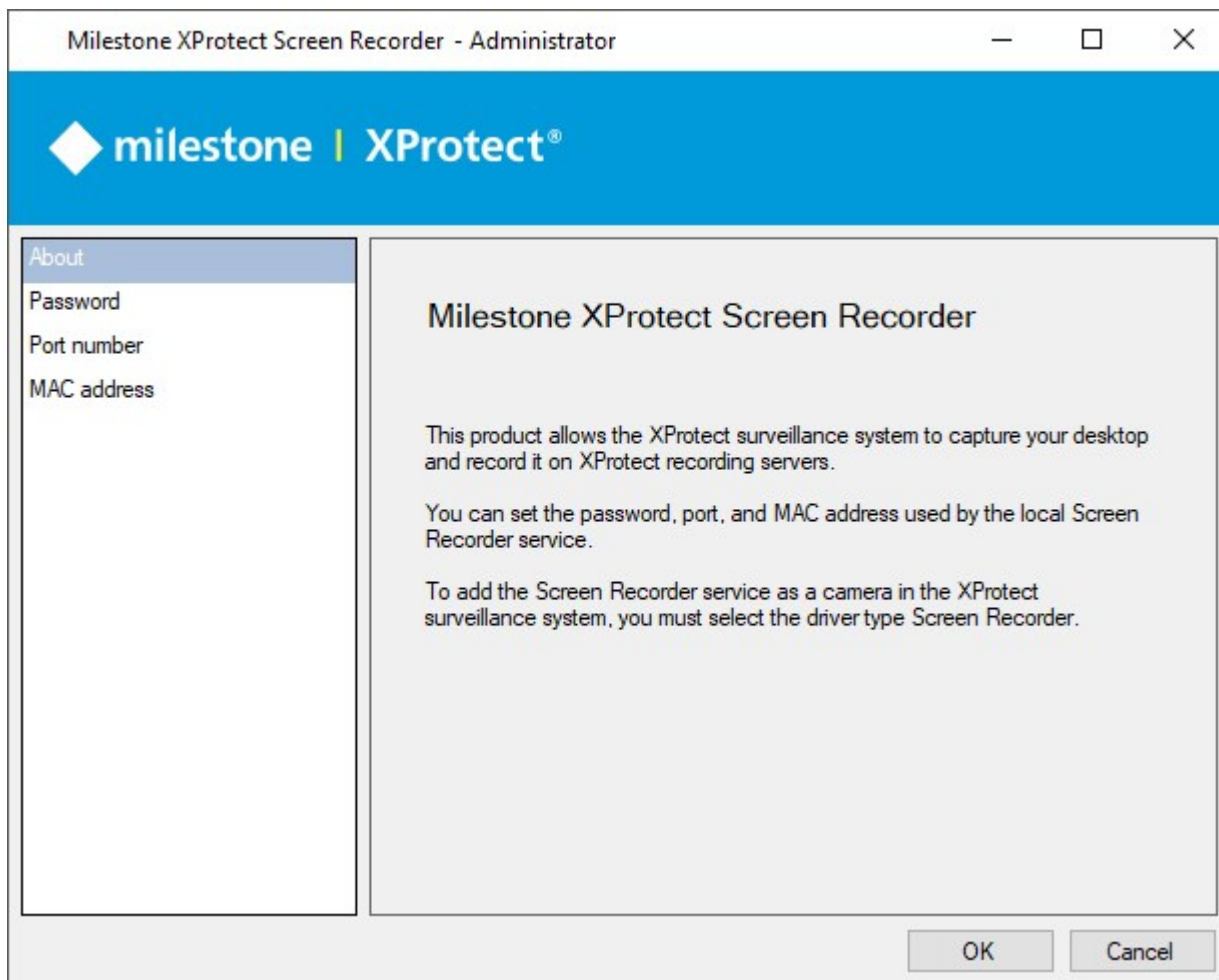 Milestone XProtect Screen Recorder - Administrator
milestone | XProtect®
About
Password
Port number
MAC address
Milestone XProtect Screen Recorder
This product allows the XProtect surveillance system to capture your desktop
and record it on XProtect recording servers.
You can set the password, port, and MAC address used by the local Screen
Recorder service.
To add the Screen Recorder service as a camera in the XProtect
surveillance system, you must select the driver type Screen Recorder.
OK
Cancel